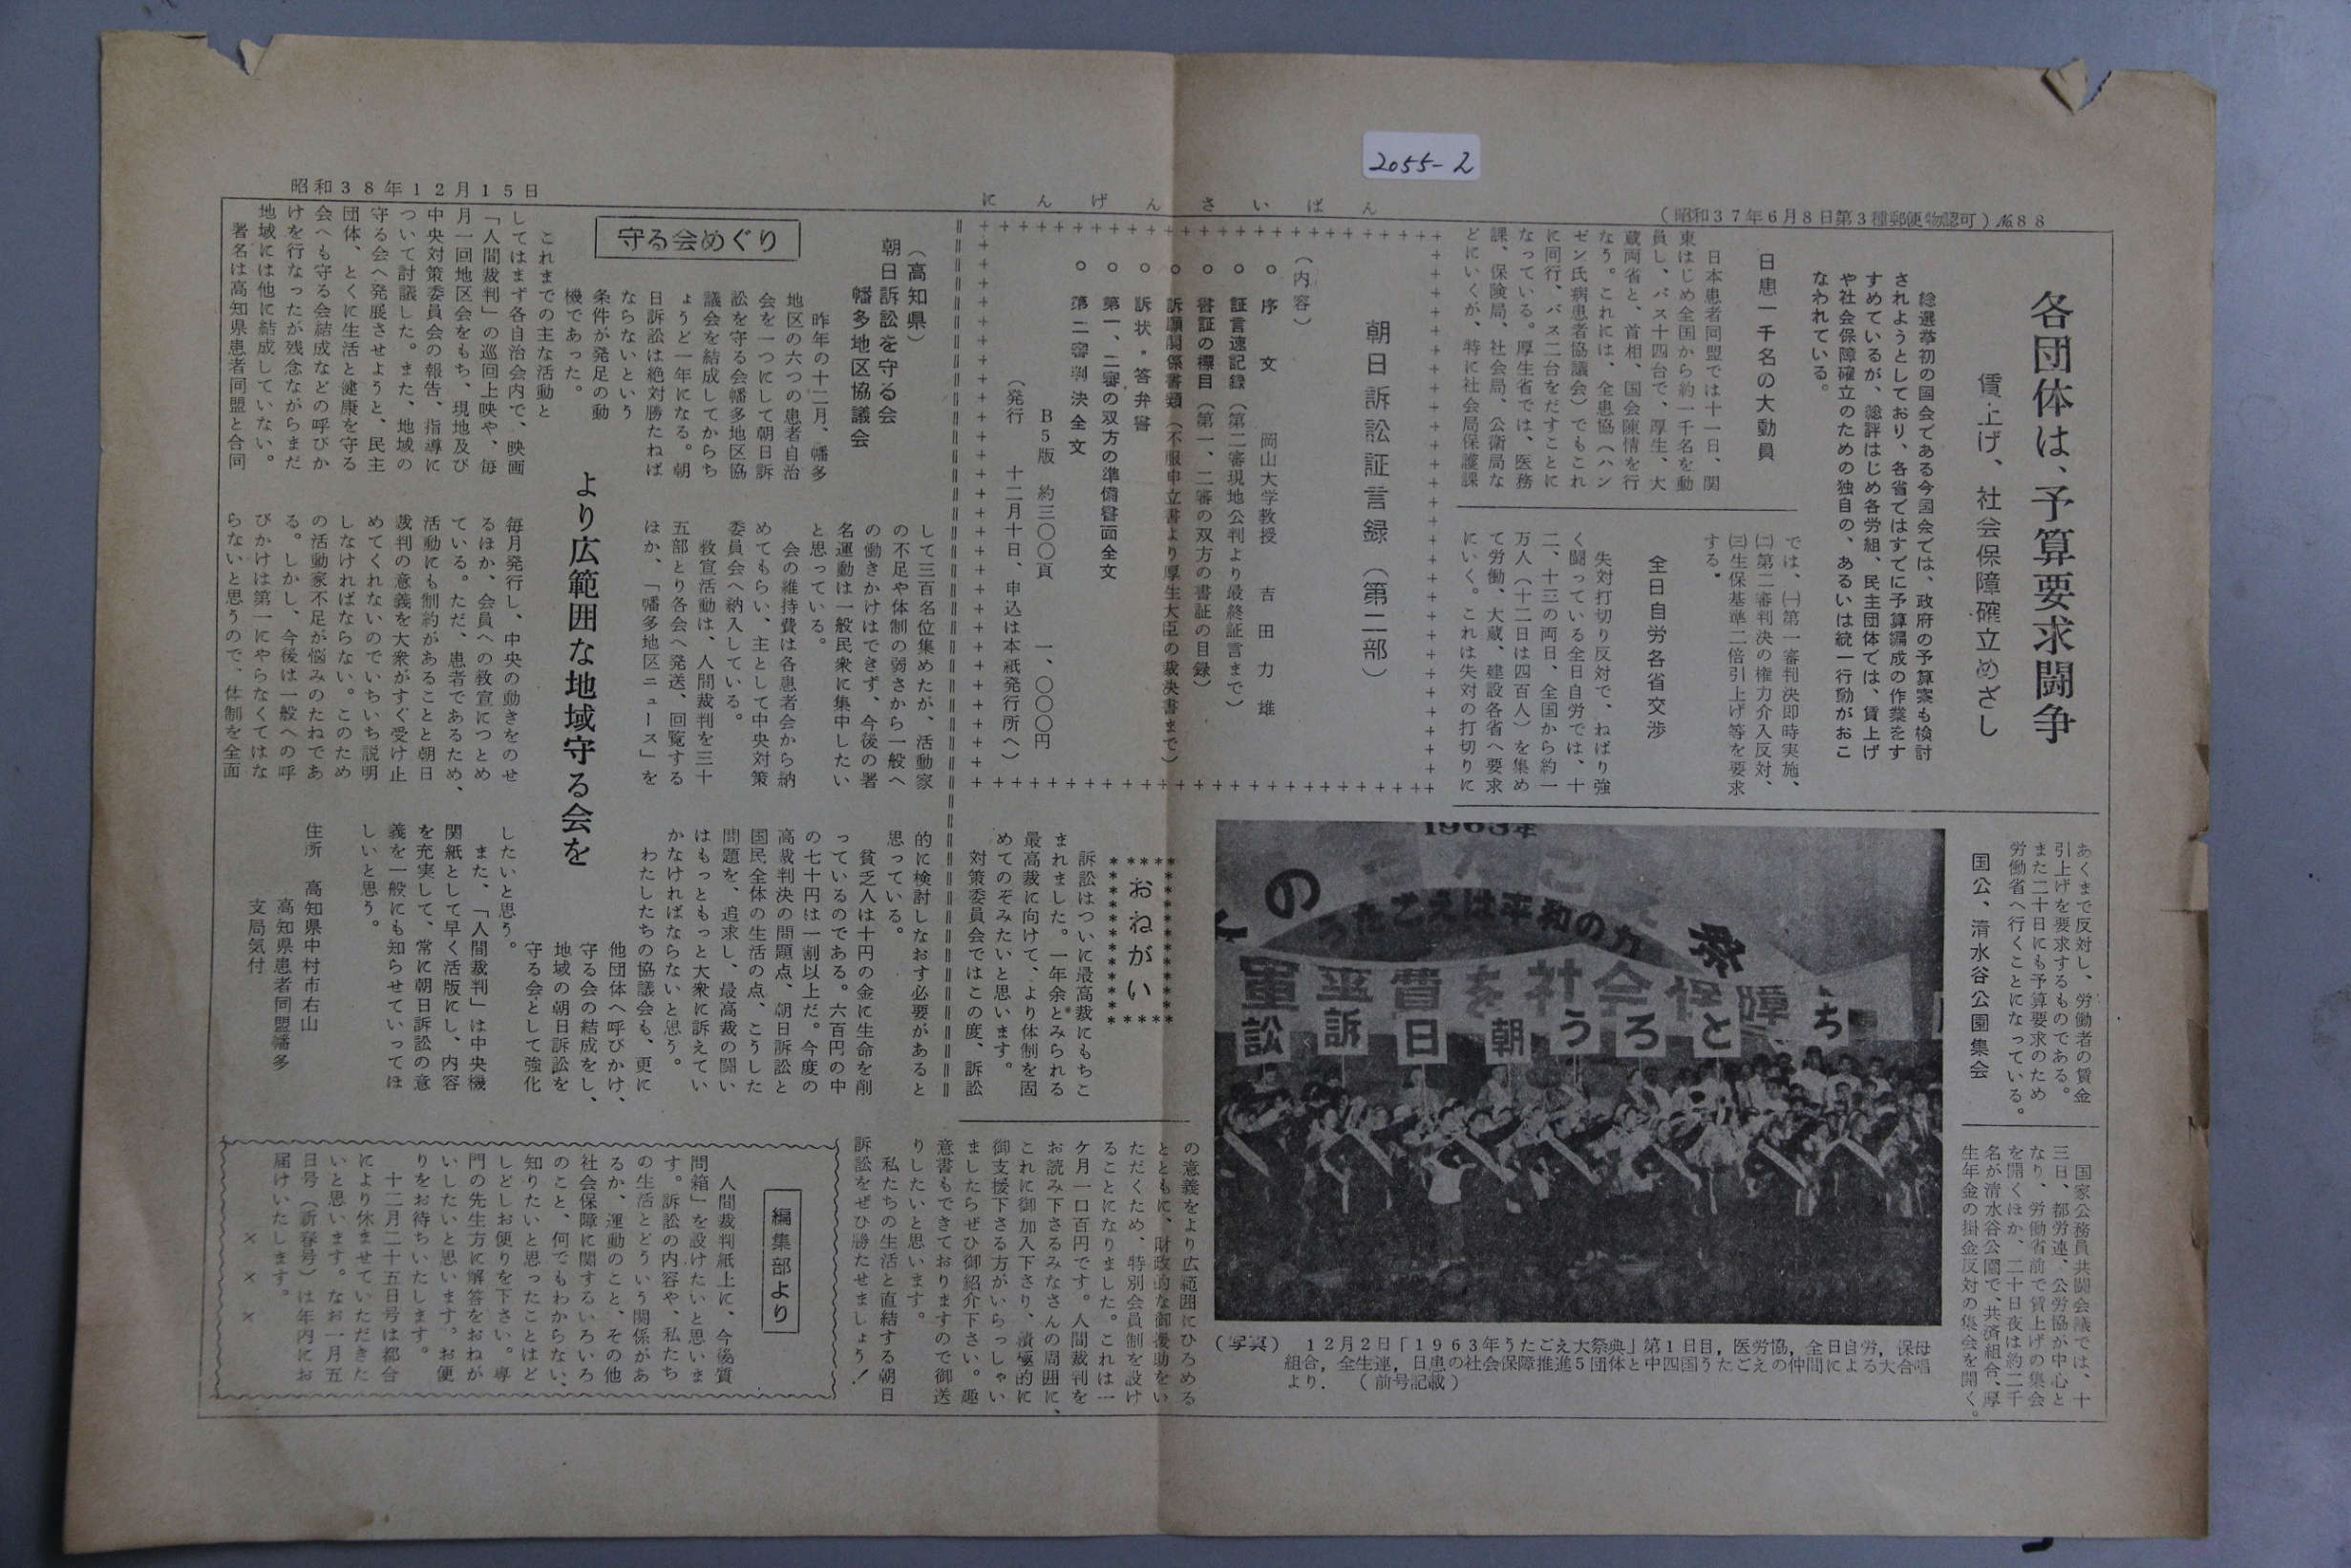 2055-2
(昭和37年6月8日第3種郵便物認可)№88
にんげんさいばん
昭和38年12月15日
各団体は、予算要求闘争
賃上げ、社会保障確立めざし
総選挙初の国会である今国会では、政府の予算案も検討
されようとしており、各省ではすでに予算編成の作業をす
すめているが、総評はじめ各労組、民主団体では、賃上げ
や社会保障確立のための独自の、あるいは統一行動がおこ
なわれている。
日患一千名の大動員
日本患者同盟では十一日、関
東はじめ全国から約一千名を動
員し、バス十四台で、厚生、大
蔵両省と、首相、国会陳情を行
なう。これには、全患協(ハン
ゼン氏病患者協議会)でもこれ
に同行、バス二台をだすことに
なっている。厚生省では、医務
課、保険局、社会局、公衛局な
どにいくが、特に社会局保護課
では、㈠第一審判決即時実施、
㈡第二審判決の権力介入反対、
㈢生保基準二倍引上げ等を要求
する。
全日自労各省交渉
失対打切り反対で、ねばり強
く闘っている全日自労では、十
二、十三の両日、全国から約一
万人(十二日は四百人)を集め
て労働、大蔵、建設各省へ要求
にいく。これは失対の打切りに
あくまで反対し、労働者の賃金
引上げを要求するものである。
また二十日にも予算要求のため
労働省へ行くことになっている。
国公、清水谷公園集会
国家公務員共闘会議では、十
三日、都労連、公労協が中心と
なり、労働省前で賃上げの集会
を開くほか、二十日夜は約二千
名が清水谷公園で、共済組合、厚
生年金の掛金反対の集会を開く。
1963年
うたごえは平和の力
の
祭
軍事費を社会保障
訟訴日朝うろとち
(写真) 12月2日「1963年うたごえ大祭典」第1日目,医労協,全日自労,保母
組合,全生連,日患の社会保障推進5団体と中四国うたごえの仲間による大合唱
より. (前号記載)
朝日訴訟証言録(第二部)
(内容)
○ 序 文 岡山大学教授 吉田力雄
○ 証言速記録(第二審現地公判より最終証言まで)
○ 書証の標目(第一、二審の双方の書証の目録)
○ 訴願関係書類(不服申立書より厚生大臣の裁決書まで)
○ 訴状・答弁書
○ 第一、二審の双方の準備書面全文
○ 第二審判決全文
B5版 約三〇〇頁 一、〇〇〇円
(発行 十二月十日、申込は本紙発行所へ)
おねがい
訴訟はついに最高裁にもちこ
まれました。一年余とみられる
最高裁に向けて、より体制を固
めてのぞみたいと思います。
対策委員会ではこの度、訴訟
の意義をより広範囲にひろめる
とともに、財政的な御援助をい
ただくため、特別会員制を設け
ることになりました。これは一
ケ月一口百円です。人間裁判を
お読み下さるみなさんの周囲に、
これに御加入下さり、積極的に
御支援下さる方がいらっしゃい
ましたらぜひ御紹介下さい。趣
意書もできておりますので御送
りしたいと思います。
私たちの生活と直結する朝日
訴訟をぜひ勝たせましょう！
守る会めぐり
(高知県)
朝日訴訟を守る会
幡多地区協議会
より広範囲な地域守る会を
昨年の十二月、幡多
地区の六つの患者自治
会を一つにして朝日訴
訟を守る会幡多地区協
議会を結成してからち
ょうど一年になる。朝
日訴訟は絶対勝たねば
ならないという
条件が発足の動
機であった。
これまでの主な活動と
してはまず各自治会内で、映画
「人間裁判」の巡回上映や、毎
月一回地区会をもち、現地及び
中央対策委員会の報告、指導に
ついて討議した。また、地域の
守る会へ発展させようと、民主
団体、とくに生活と健康を守る
会へも守る会結成などの呼びか
けを行なったが残念ながらまだ
地域には他に結成していない。
署名は高知県患者同盟と合同
して三百名位集めたが、活動家
の不足や体制の弱さから一般へ
の働きかけはできず、今後の署
名運動は一般民衆に集中したい
と思っている。
会の維持費は各患者会から納
めてもらい、主として中央対策
委員会へ納入している。
教宣活動は、人間裁判を三十
五部とり各会へ発送、回覧する
ほか、「幡多地区ニュース」を
毎月発行し、中央の動きをのせ
るほか、会員への教宣につとめ
ている。ただ、患者であるため、
活動にも制約があることと朝日
裁判の意義を大衆がすぐ受け止
めてくれないのでいちいち説明
しなければならない。このため
の活動家不足が悩みのたねであ
る。しかし、今後は一般への呼
びかけは第一にやらなくてはな
らないと思うので、体制を全面
的に検討しなおす必要があると
思っている。
貧乏人は十円の金に生命を削
っているのである。六百円の中
の七十円は一割以上だ。今度の
高裁判決の問題点、朝日訴訟と
国民全体の生活の点、こうした
問題を、追求し、最高裁の闘い
はもっともっと大衆に訴えてい
かなければならないと思う。
わたしたちの協議会も、更に
他団体へ呼びかけ、
守る会の結成をし、
地域の朝日訴訟を
守る会として強化
したいと思う。
また、「人間裁判」は中央機
関紙として早く活版にし、内容
を充実して、常に朝日訴訟の意
義を一般にも知らせていってほ
しいと思う。
住所 高知県中村市右山
高知県患者同盟幡多
支局気付
編集部より
人間裁判紙上に、今後質
問箱」を設けたいと思いま
す。訴訟の内容や、私たち
の生活とどういう関係があ
るか、運動のこと、その他
社会保障に関するいろいろ
のこと、何でもわからない、
知りたいと思ったことはど
しどしお便りを下さい。専
門の先生方に解答をおねが
いしたいと思います。お便
りをお待ちいたします。
十二月二十五日号は都合
により休ませていただきた
いと思います。なお一月五
日号(新春号)は年内にお
届けいたします。
× × ×